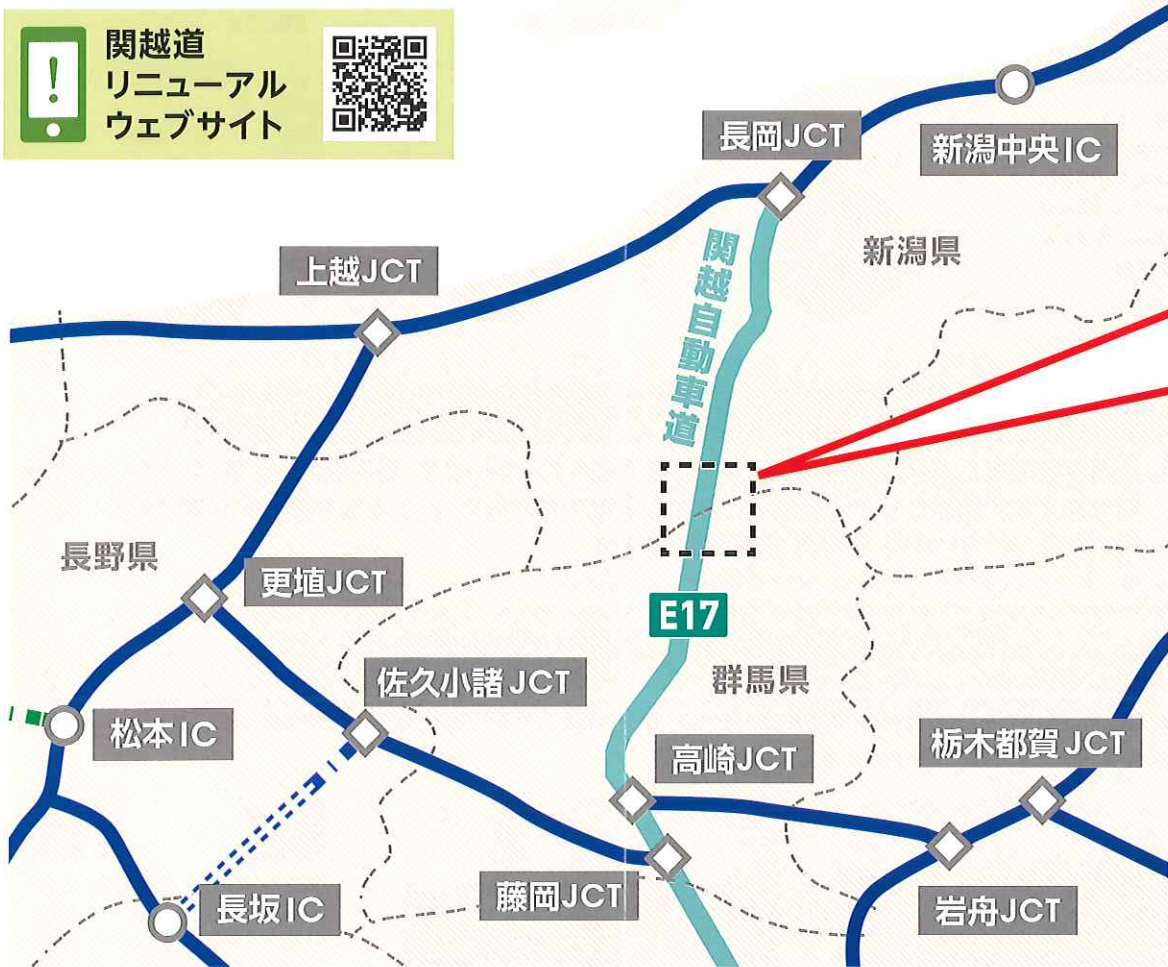 関越道
リニューアル
ウェブサイト
長岡JCT
新潟中央IC
新潟県
上越JCT
関越自動車道
長野県
更埴JCT
E17
佐久小諸JCT
群馬県
松本IC
高崎JCT
栃木都賀JCT
長坂IC
藤岡JCT
岩舟JCT